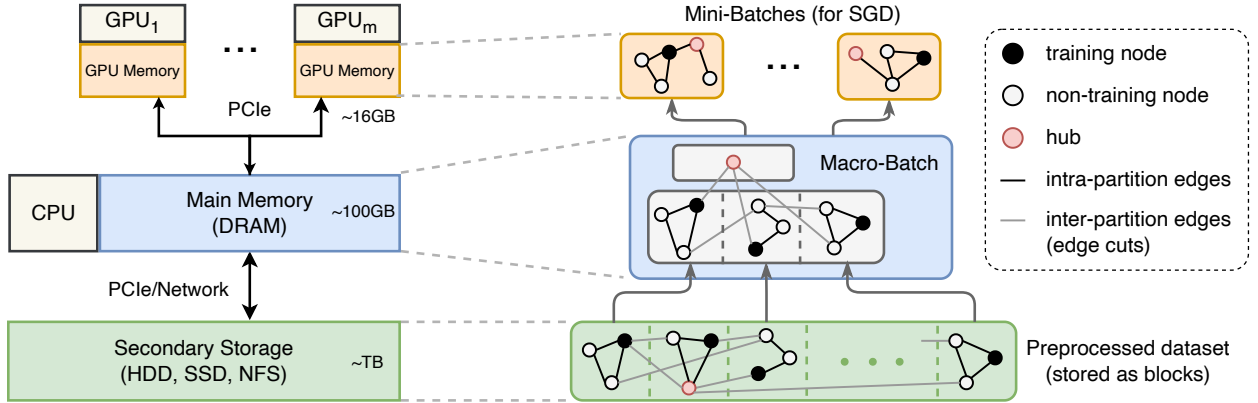 GPU1
...
GPUm
GPU Memory
GPU Memory
PCIe
~16GB
CPU
Main Memory
(DRAM)
~100GB
PCIe/Network
Secondary Storage
(HDD, SSD, NFS)
~TB
Mini-Batches (for SGD)
...
Macro-Batch
Preprocessed dataset
(stored as blocks)
training node
non-training node
hub
intra-partition edges
inter-partition edges
(edge cuts)